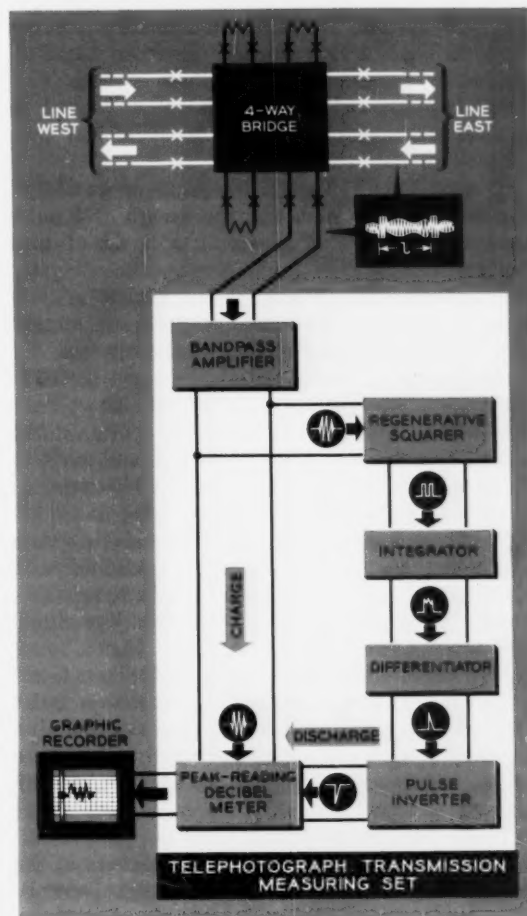 LINE
WEST
4-WAY
BRIDGE
LINE
EAST
l
BANDPASS
AMPLIFIER
REGENERATIVE
SQUARER
INTEGRATOR
CHARGE
DIFFERENTIATOR
DISCHARGE
GRAPHIC
RECORDER
PEAK-READING
DECIBEL
METER
PULSE
INVERTER
TELEPHOTOGRAPH TRANSMISSION
MEASURING SET